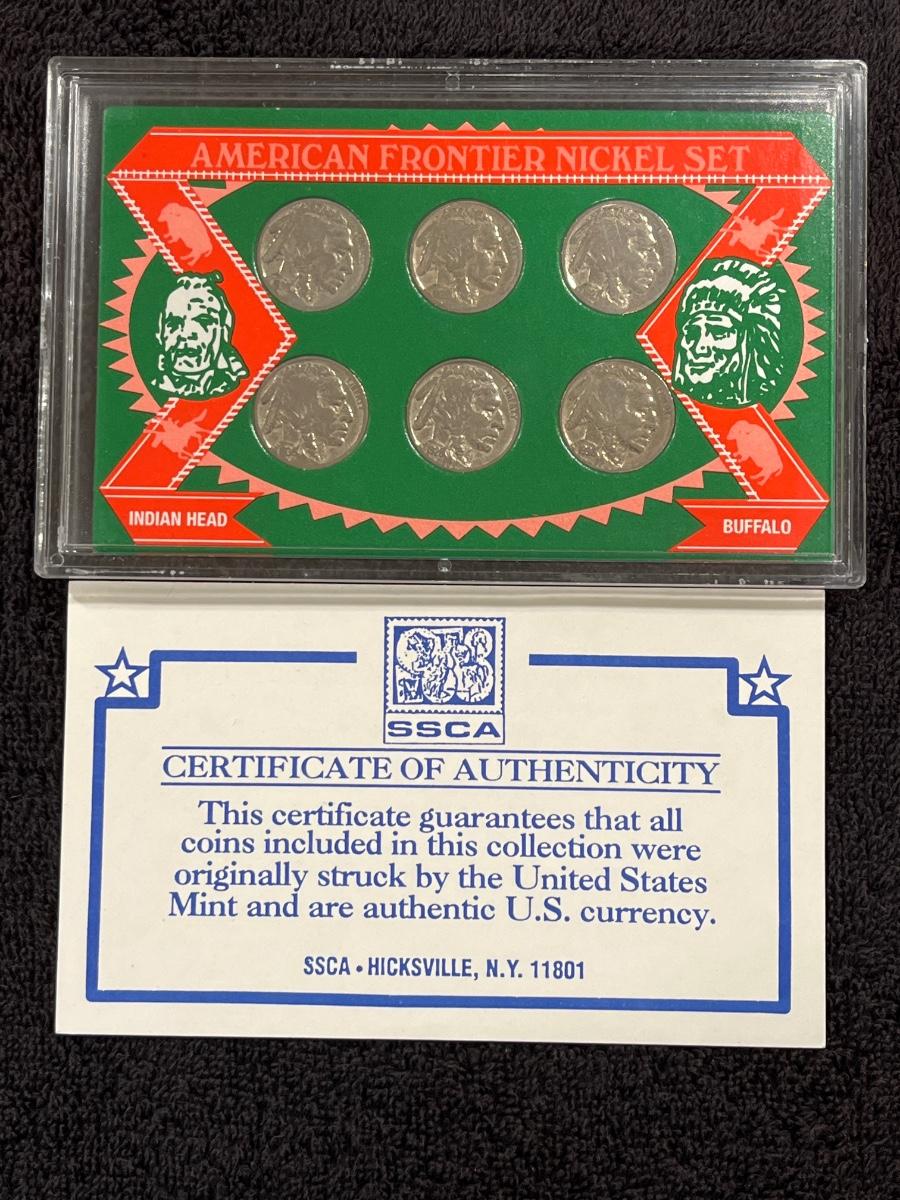 AMERICAN FRONTIER NICKEL SET
INDIAN HEAD
BUFFALO
SSCA
CERTIFICATE OF AUTHENTICITY
This certificate guarantees that all
coins included in this collection were
originally struck by the United States
Mint and are authentic U.S. currency.
SSCA • HICKSVILLE, N.Y. 11801